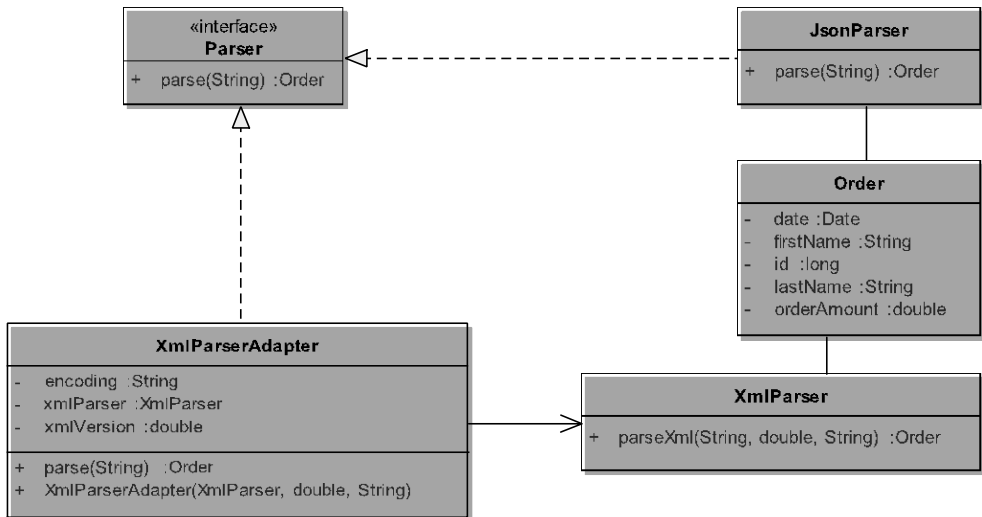 «interface»
Parser
+ parse(String) :Order
JsonParser
+ parse(String) :Order
Order
- date :Date
- firstName :String
- id :long
- lastName :String
- orderAmount :double
XmlParserAdapter
- encoding :String
- xmlParser :XmlParser
- xmlVersion :double
+ parse(String) :Order
+ XmlParserAdapter(XmlParser, double, String)
XmlParser
+ parseXml(String, double, String) :Order